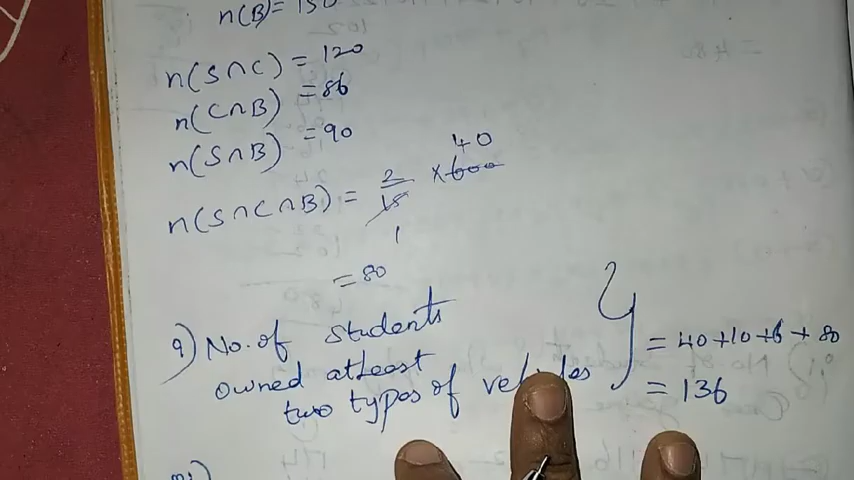 n(B) = 150
n(S∩C) = 120
n(C∩B) = 86
n(S∩B) = 90
n(S∩C∩B) = 2/15 × 600 40
1
= 80
9) No. of students owned atleast two types of vehicles } = 40+10+6+80
= 136